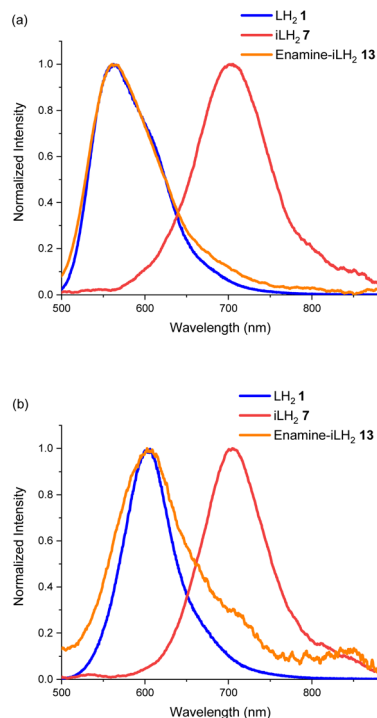 (a)
LH₂ 1
iLH₂ 7
Enamine-iLH₂ 13
Normalized Intensity
1.0
0.8
0.6
0.4
0.2
0.0
500 600 700 800
Wavelength (nm)
(b)
LH₂ 1
iLH₂ 7
Enamine-iLH₂ 13
Normalized Intensity
1.0
0.8
0.6
0.4
0.2
0.0
500 600 700 800
Wavelength (nm)